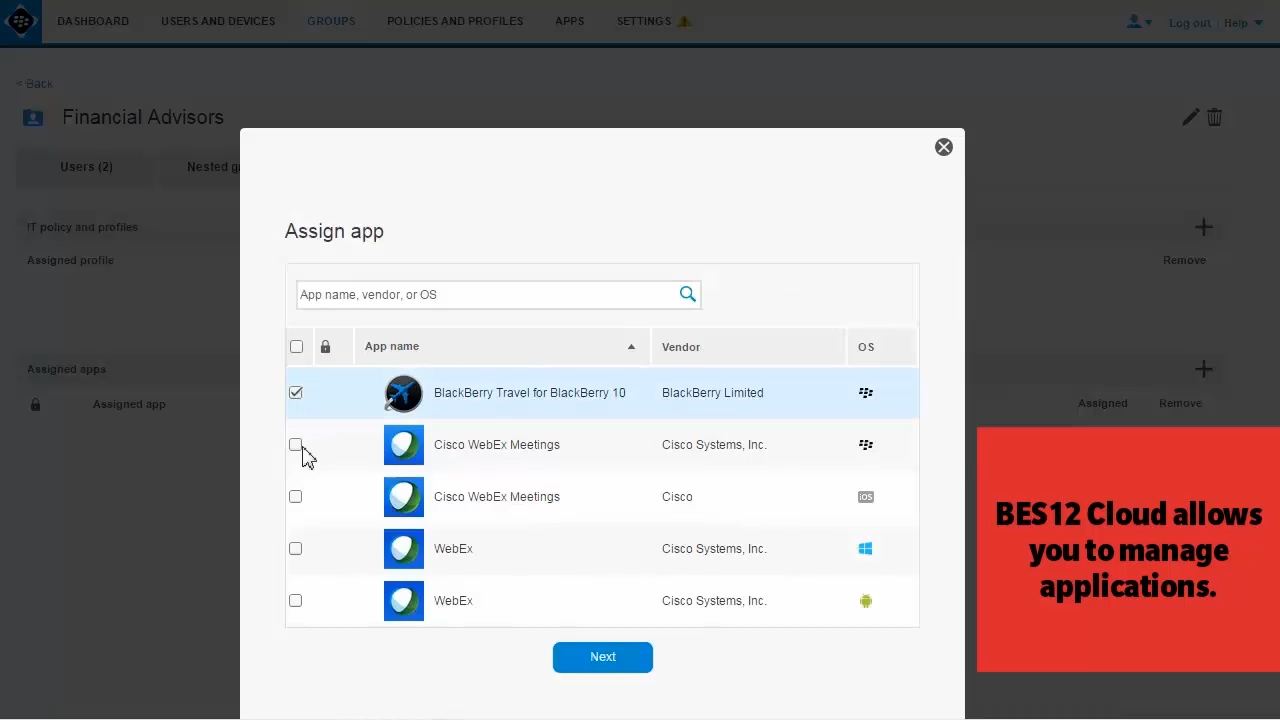 DASHBOARD USERS AND DEVICES GROUPS POLICIES AND PROFILES APPS SETTINGS Log out Help
< Back
Financial Advisors
Users (2) Nested g
IT policy and profiles
Assigned profile Remove
Assigned apps
Assigned app Assigned Remove
Assign app
App name, vendor, or OS
App name Vendor OS
BlackBerry Travel for BlackBerry 10 BlackBerry Limited
Cisco WebEx Meetings Cisco Systems, Inc.
Cisco WebEx Meetings Cisco iOS
WebEx Cisco Systems, Inc.
WebEx Cisco Systems, Inc.
Next
BES12 Cloud allows
you to manage
applications.